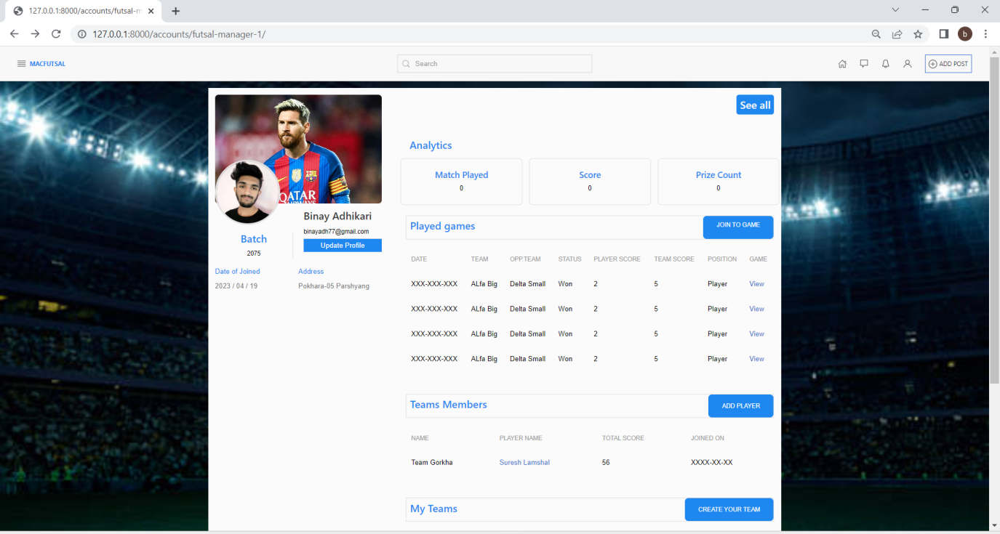 127.0.0.1:8000/accounts/futsal-m
127.0.0.1:8000/accounts/futsal-manager-1/
b
MACFUTSAL
Search
ADD POST
QATAR
AIRWAYS
Binay Adhikari
binayadh77@gmail.com
Update Profile
Batch
2075
Date of Joined
Address
2023 / 04 / 19
Pokhara-05 Parshyang
See all
Analytics
Match Played
0
Score
0
Prize Count
0
Played games
JOIN TO GAME
DATE TEAM OPP.TEAM STATUS PLAYER SCORE TEAM SCORE POSITION GAME
XXX-XXX-XXX ALfa Big Delta Small Won 2 5 Player View
XXX-XXX-XXX ALfa Big Delta Small Won 2 5 Player View
XXX-XXX-XXX ALfa Big Delta Small Won 2 5 Player View
XXX-XXX-XXX ALfa Big Delta Small Won 2 5 Player View
Teams Members
ADD PLAYER
NAME PLAYER NAME TOTAL SCORE JOINED ON
Team Gorkha Suresh Lamshal 56 XXXX-XX-XX
My Teams
CREATE YOUR TEAM